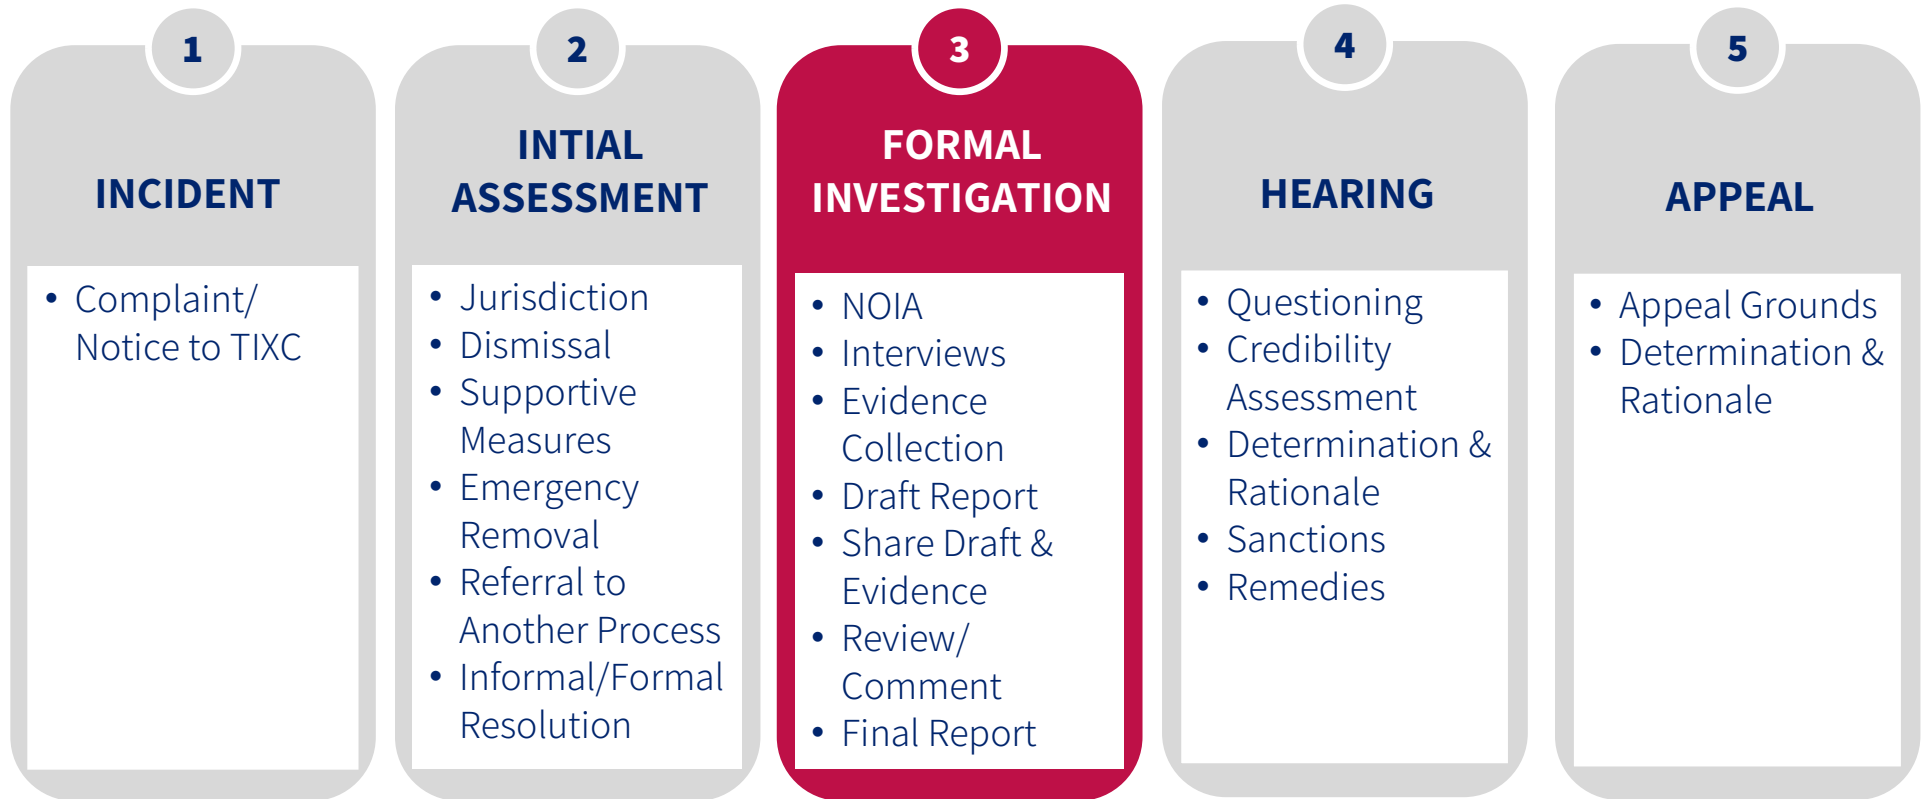 1
INCIDENT
• Complaint/
Notice to TIXC
2
INTIAL
ASSESSMENT
• Jurisdiction
• Dismissal
• Supportive
Measures
• Emergency
Removal
• Referral to
Another Process
• Informal/Formal
Resolution
3
FORMAL
INVESTIGATION
• NOIA
• Interviews
• Evidence
Collection
• Draft Report
• Share Draft &
Evidence
• Review/
Comment
• Final Report
4
HEARING
• Questioning
• Credibility
Assessment
• Determination &
Rationale
• Sanctions
• Remedies
5
APPEAL
• Appeal Grounds
• Determination &
Rationale